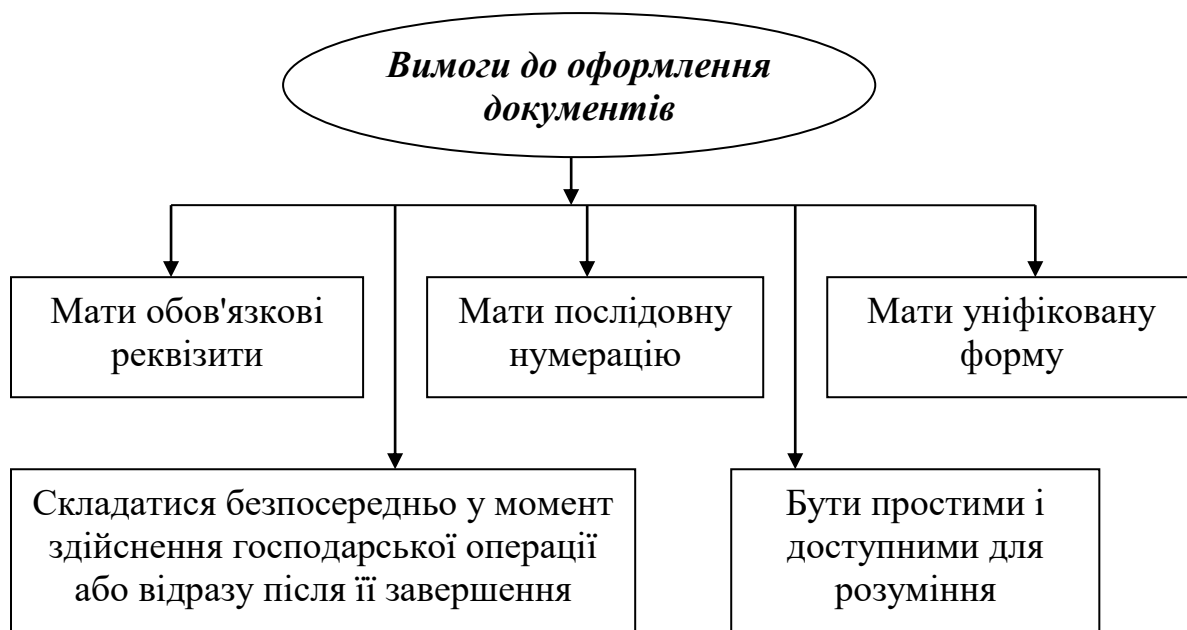 Вимоги до оформлення
документів
Мати обов'язкові
реквізити
Мати послідовну
нумерацію
Мати уніфіковану
форму
Складатися безпосередньо у момент
здійснення господарської операції
або відразу після її завершення
Бути простими і
доступними для
розуміння